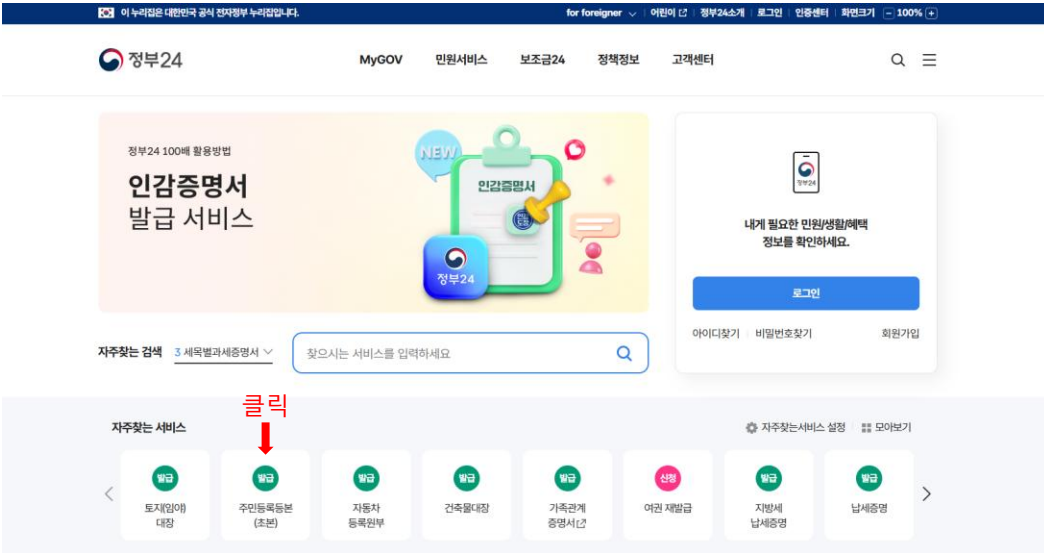 이 누리집은 대한민국 공식 전자정부 누리집입니다.
for foreigner 어린이 정부24소개 로그인 인증센터 화면크기 - 100% +
정부24
MyGOV 민원서비스 보조금24 정책정보 고객센터
정부24 100배 활용방법
인감증명서
발급 서비스
NEW
인감증명서
정부24
정부24
내게 필요한 민원/생활/혜택
정보를 확인하세요.
로그인
아이디찾기 비밀번호찾기 회원가입
자주찾는 검색 3 세목별과세증명서
찾으시는 서비스를 입력하세요
클릭
자주찾는 서비스
자주찾는서비스 설정 모아보기
발급
토지(임야)
대장
발급
주민등록등본
(초본)
발급
자동차
등록원부
발급
건축물대장
발급
가족관계
증명서
신청
여권 재발급
발급
지방세
납세증명
발급
납세증명